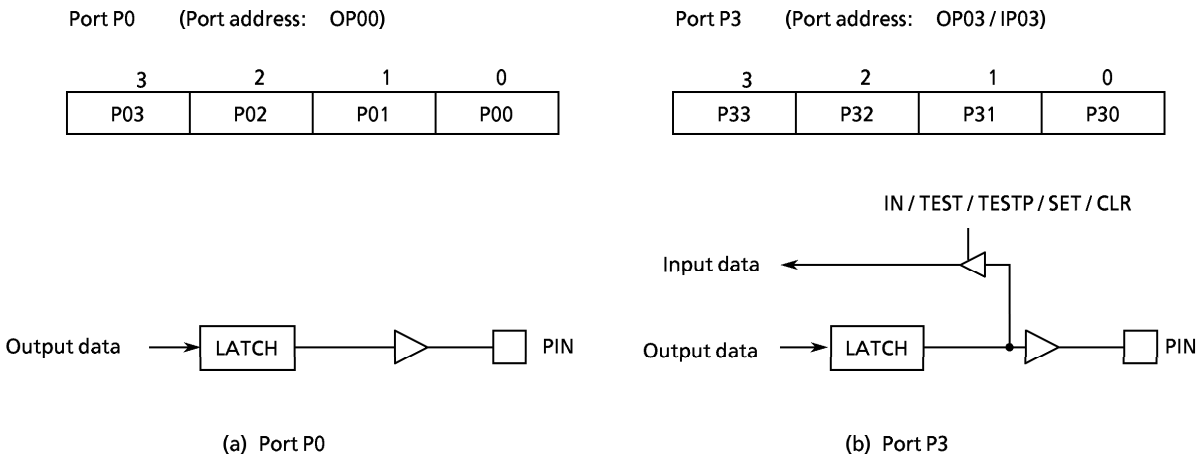 Port P0 (Port address: OP00)
3 2 1 0
P03 P02 P01 P00
Output data LATCH PIN
(a) Port P0
Port P3 (Port address: OP03 / IP03)
3 2 1 0
P33 P32 P31 P30
IN / TEST / TESTP / SET / CLR
Input data
Output data LATCH PIN
(b) Port P3